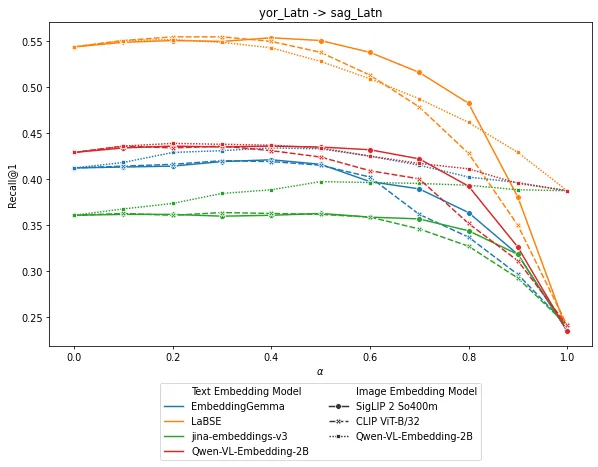 yor_Latn -> sag_Latn
Recall@1
0.55
0.50
0.45
0.40
0.35
0.30
0.25
0.0 0.2 0.4 0.6 0.8 1.0
α
Text Embedding Model Image Embedding Model
EmbeddingGemma SigLIP 2 So400m
LaBSE CLIP ViT-B/32
jina-embeddings-v3 Qwen-VL-Embedding-2B
Qwen-VL-Embedding-2B